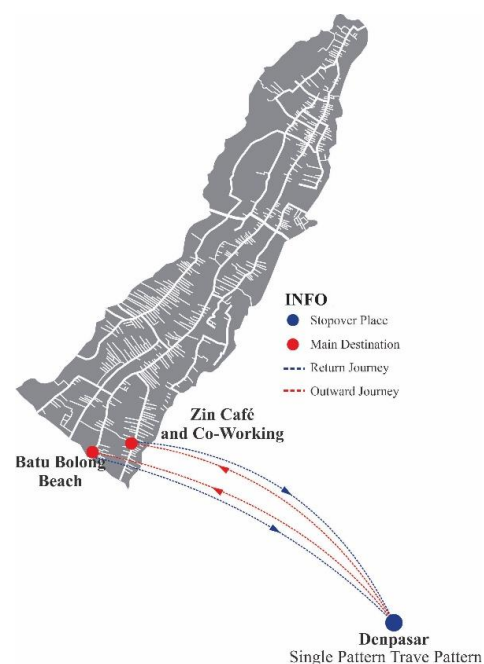 INFO
Stopover Place
Main Destination
Return Journey
Outward Journey
Zin Café
and Co-Working
Batu Bolong
Beach
Denpasar
Single Pattern Trave Pattern